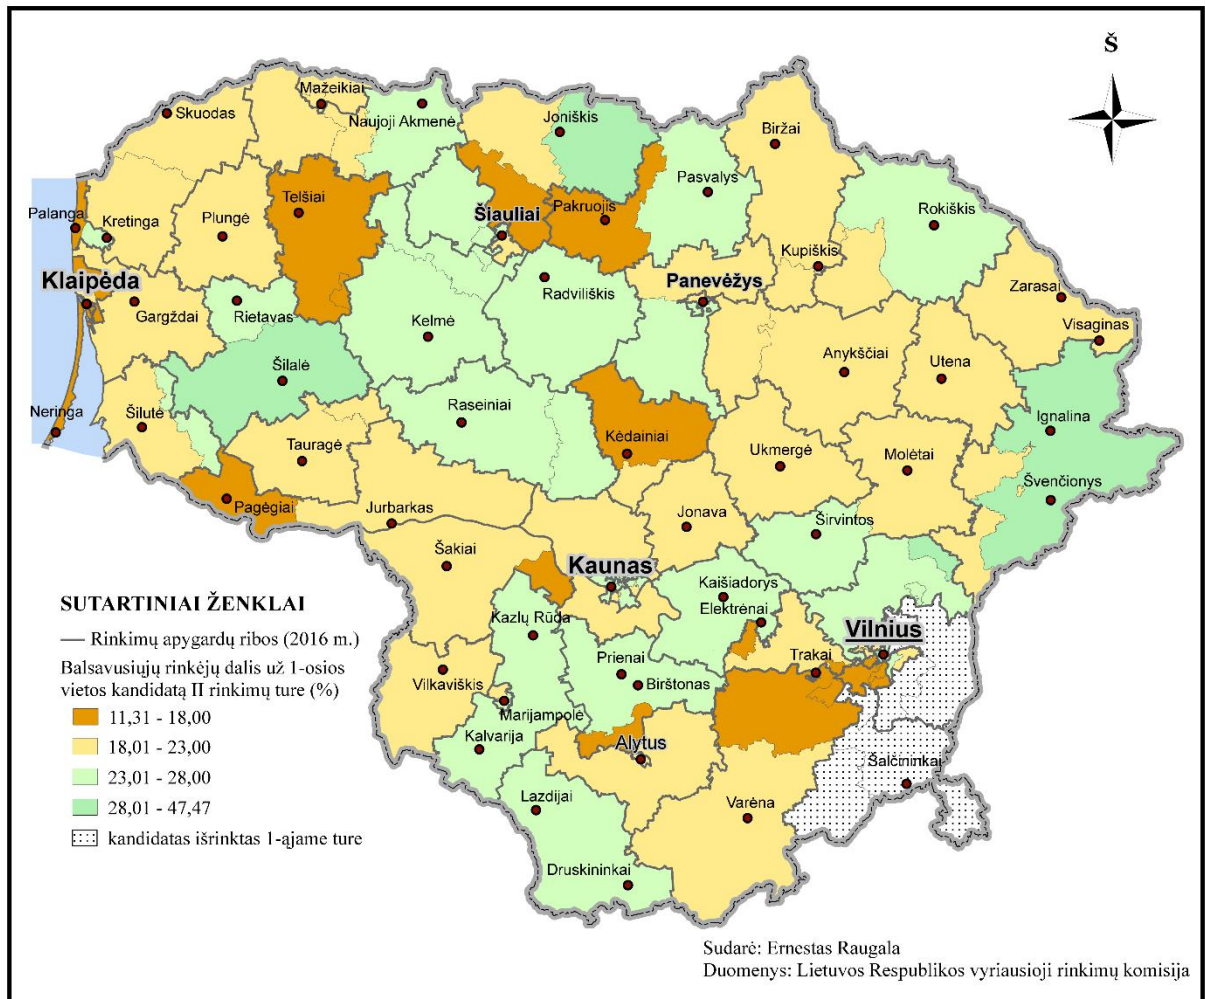 Š
Mažeikiai
Skuodas
Naujoji Akmenė
Joniškis
Biržai
Pasvalys
Telšiai
Palanga
Kretinga
Plungė
Šiauliai
Pakruojis
Rokiškis
Kupiškis
Klaipėda
Panevėžys
Zarasai
Gargždai
Rietavas
Radviliškis
Kelmė
Visaginas
Anykščiai
Utena
Šilalė
Neringa
Šilutė
Raseiniai
Ignalina
Tauragė
Kėdainiai
Ukmergė
Molėtai
Švenčionys
Pagėgiai
Jurbarkas
Jonava
Širvintos
Šakiai
Kaunas
Kaišiadorys
Elektrėnai
SUTARTINIAI ŽENKLAI
Kazlų Rūda
Vilnius
Rinkimų apygardų ribos (2016 m.)
Prienai
Trakai
Balsavusiųjų rinkėjų dalis už 1-osios
vietos kandidatą II rinkimų ture (%)
Vilkaviškis
Birštonas
11,31 - 18,00
Marijampolė
18,01 - 23,00
Kalvarija
Alytus
23,01 - 28,00
Šalčininkai
28,01 - 47,47
Lazdijai
Varėna
kandidatas išrinktas 1-ąjame ture
Druskininkai
Sudarė: Ernestas Raugala
Duomenys: Lietuvos Respublikos vyriausioji rinkimų komisija